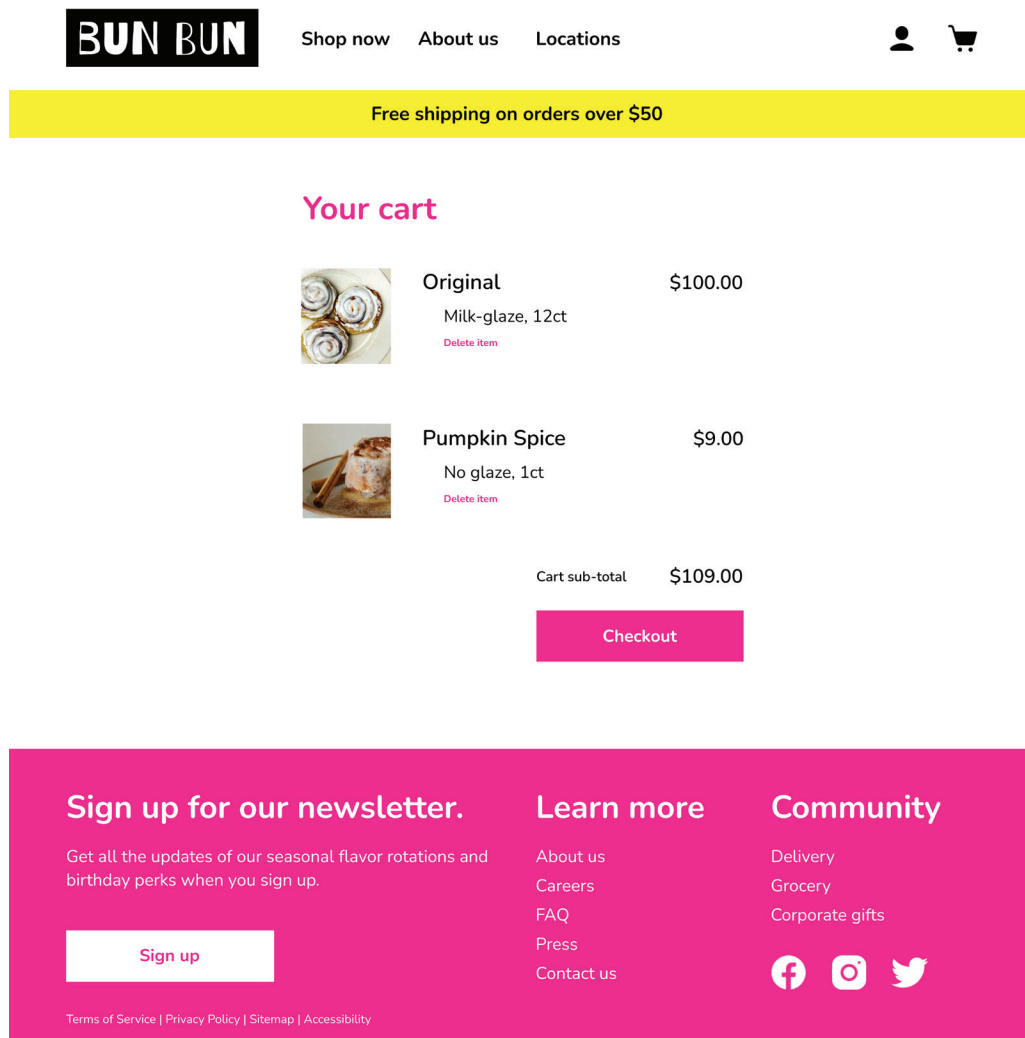 BUN BUN
Shop now About us Locations
Free shipping on orders over $50
Your cart
Original $100.00
Milk-glaze, 12ct
Delete item
Pumpkin Spice $9.00
No glaze, 1ct
Delete item
Cart sub-total $109.00
Checkout
Sign up for our newsletter.
Get all the updates of our seasonal flavor rotations and
birthday perks when you sign up.
Sign up
Terms of Service | Privacy Policy | Sitemap | Accessibility
Learn more
About us
Careers
FAQ
Press
Contact us
Community
Delivery
Grocery
Corporate gifts